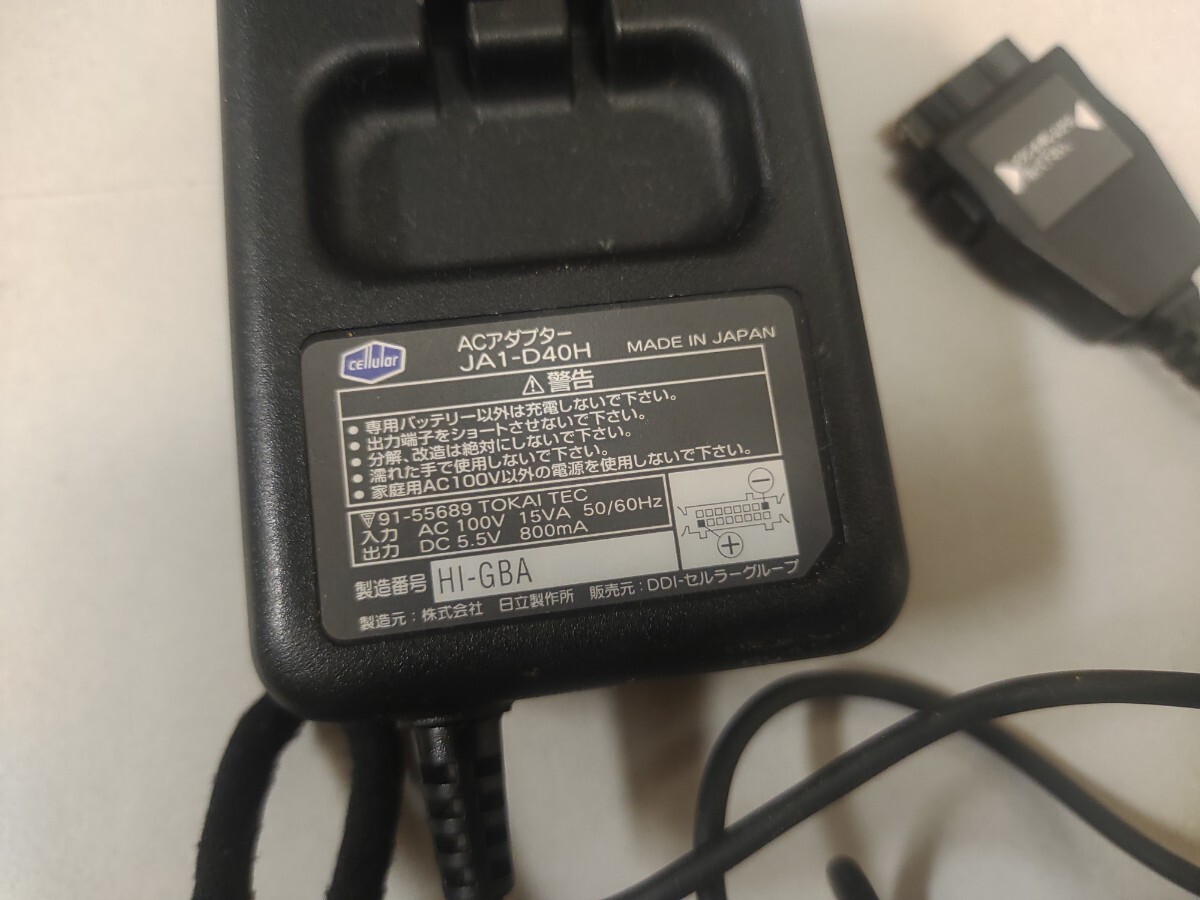 cellular
ACアダプター
JA1-D40H
MADE IN JAPAN
⚠警告
● 専用バッテリー以外は充電しないで下さい。
● 出力端子をショートさせないで下さい。
● 分解、改造は絶対にしないで下さい。
● 濡れた手で使用しないで下さい。
● 家庭用AC100V以外の電源を使用しないで下さい。
91-55689 TOKAI TEC
入力 AC 100V 15VA 50/60Hz
出力 DC 5.5V 800mA
製造番号 HI-GBA
製造元：株式会社 日立製作所 販売元：DDI-セルラーグループ